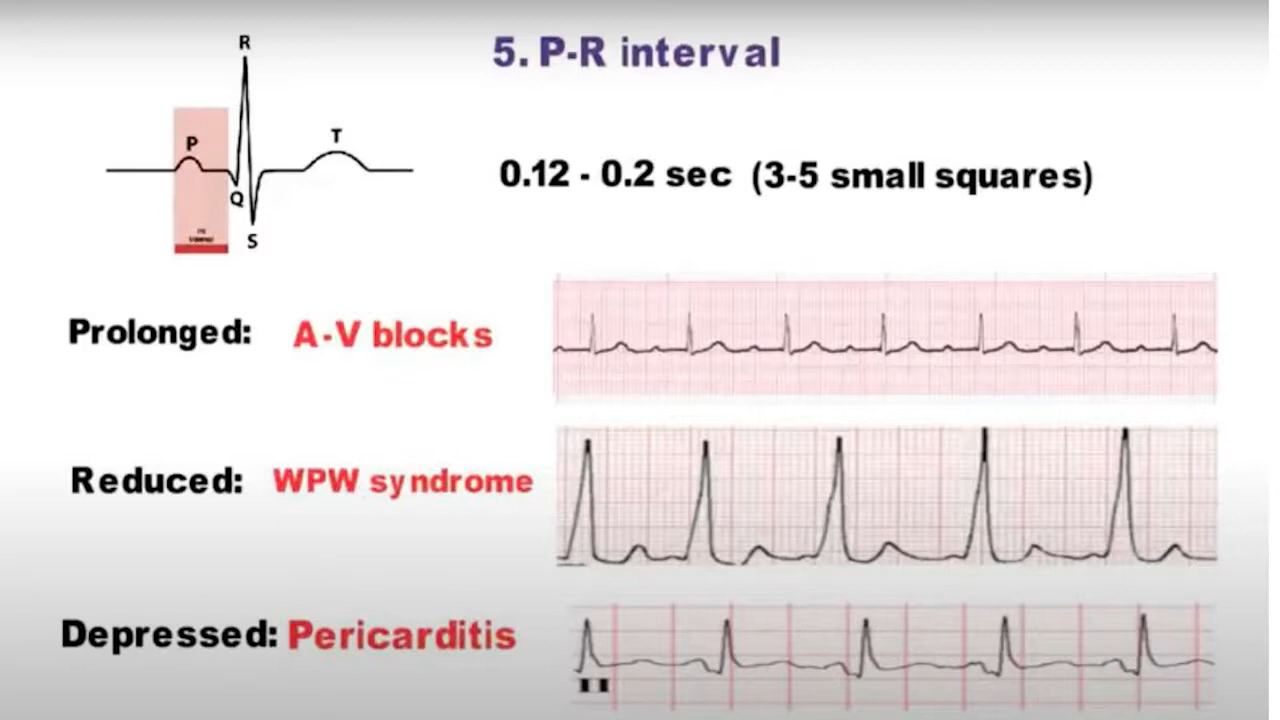 5. P-R interval
R
P
T
Q
S
0.12 - 0.2 sec (3-5 small squares)
Prolonged: A-V blocks
Reduced: WPW syndrome
Depressed: Pericarditis